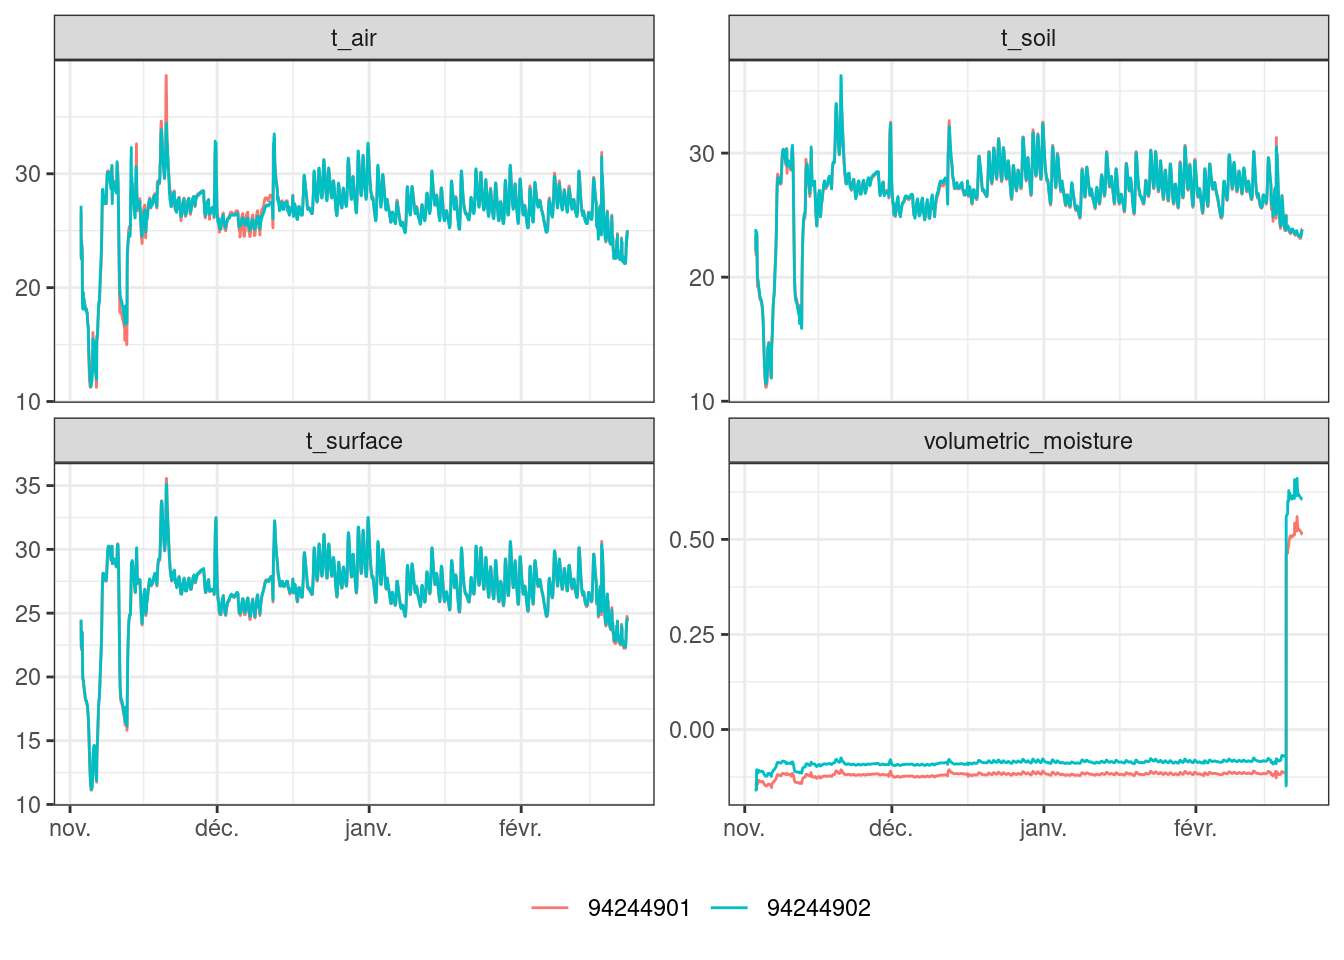 t_air
t_soil
30
20
10
30
20
10
t_surface
volumetric_moisture
35
30
25
20
15
10
0.50
0.25
0.00
nov.
déc.
janv.
févr.
nov.
déc.
janv.
févr.
94244901
94244902